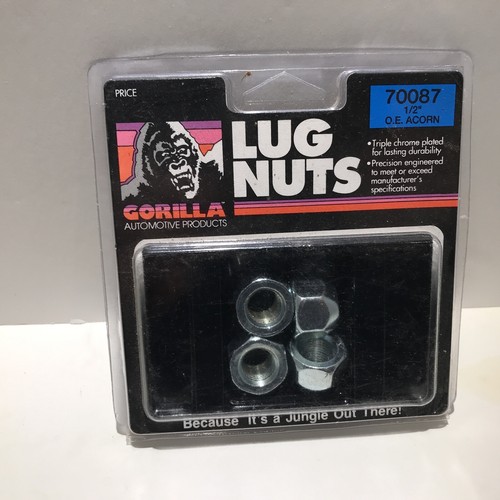 PRICE
70087
1/2"
O.E. ACORN
LUG
NUTS
• Triple chrome plated
for lasting durability
• Precision engineered
to meet or exceed
manufacturer's
specifications
GORILLA
AUTOMOTIVE PRODUCTS
Because It's a Jungle Out There!